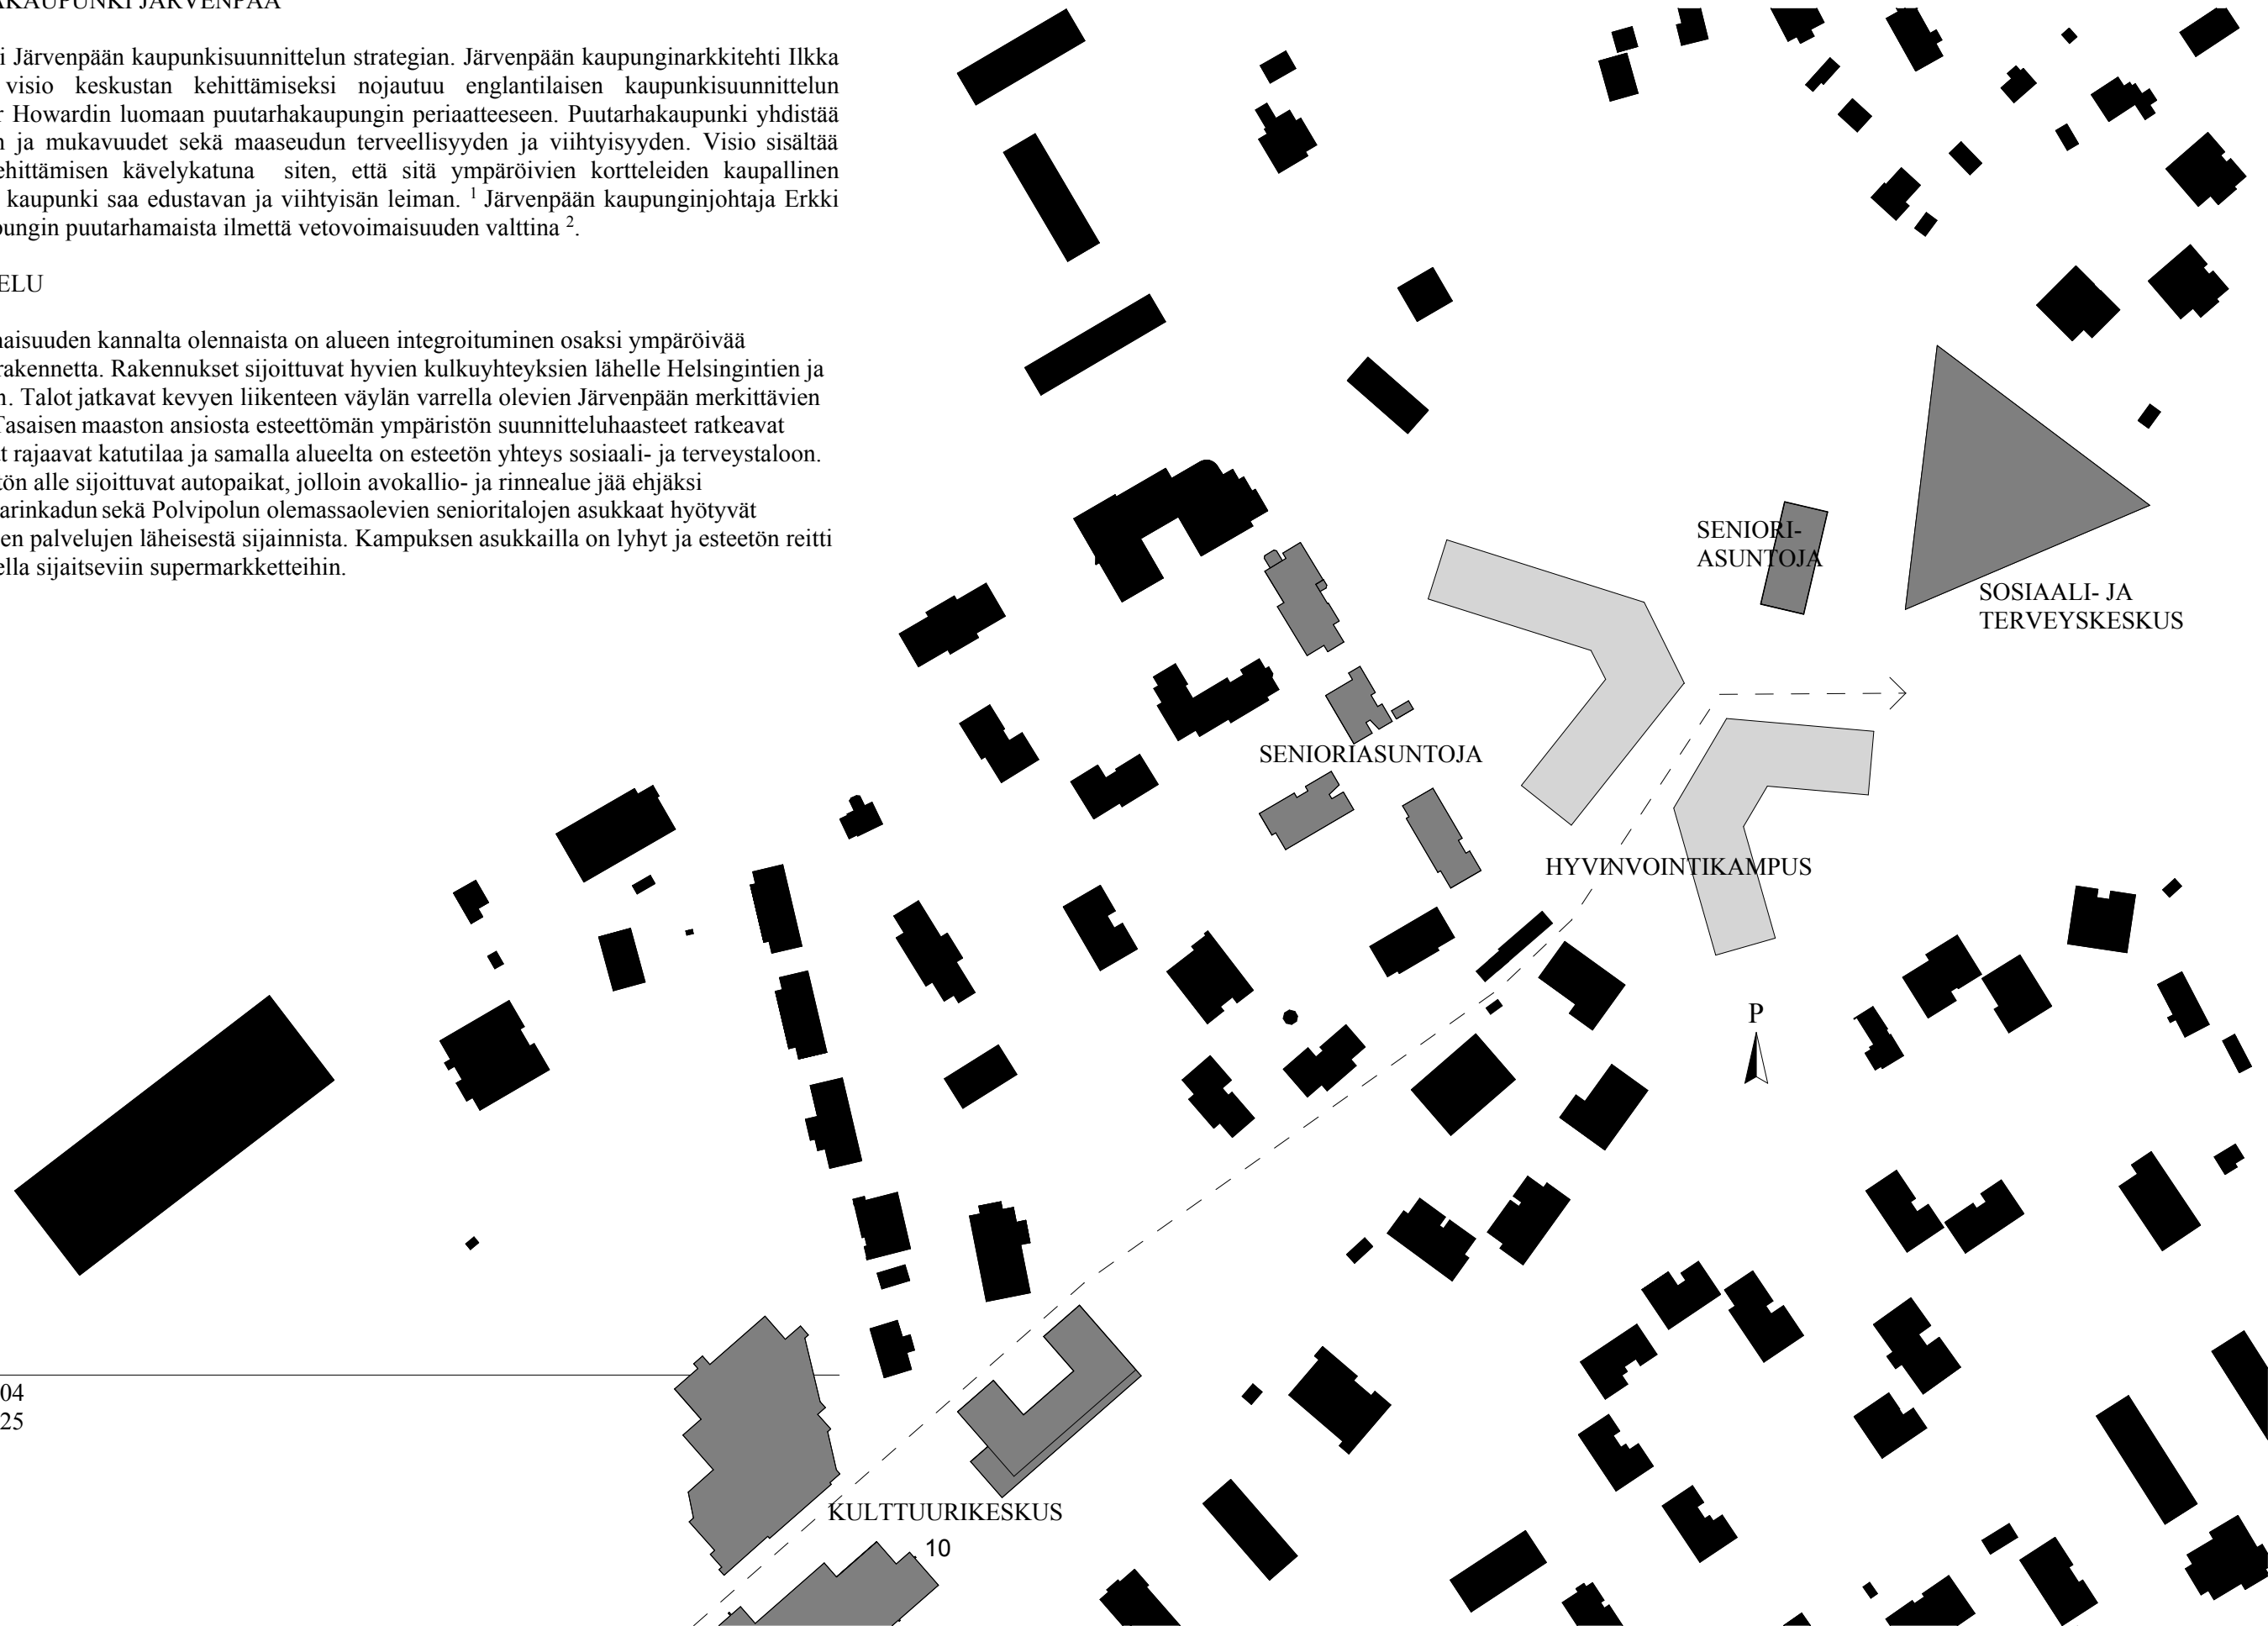 AKAUPUNKI JÄRVENPÄÄ
i Järvenpään kaupunkisuunnittelun strategian. Järvenpään kaupunginarkkitehti Ilkka
visio keskustan kehittämiseksi nojautuu englantilaisen kaupunkisuunnittelun
r Howardin luomaan puutarhakaupungin periaatteeseen. Puutarhakaupunki yhdistää
n ja mukavuudet sekä maaseudun terveellisyyden ja viihtyisyyden. Visio sisältää
ehittämisen kävelykatuna siten, että sitä ympäröivien kortteleiden kaupallinen
kaupunki saa edustavan ja viihtyisän leiman. 1 Järvenpään kaupunginjohtaja Erkki
pungin puutarhamaista ilmettä vetovoimaisuuden valttina 2.
ELU
naisuuden kannalta olennaista on alueen integroituminen osaksi ympäröivää
rakennetta. Rakennukset sijoittuvat hyvien kulkuyhteyksien lähelle Helsingintien ja
n. Talot jatkavat kevyen liikenteen väylän varrella olevien Järvenpään merkittävien
Tasaisen maaston ansiosta esteettömän ympäristön suunnitteluhaasteet ratkeavat
t rajaavat katutilaa ja samalla alueelta on esteetön yhteys sosiaali- ja terveystaloon.
tön alle sijoittuvat autopaikat, jolloin avokallio- ja rinnealue jää ehjäksi
arinkadun sekä Polvipolun olemassaolevien senioritalojen asukkaat hyötyvät
en palvelujen läheisestä sijainnista. Kampuksen asukkailla on lyhyt ja esteetön reitti
ella sijaitseviin supermarkketteihin.
SENIORI-
ASUNTOJA
SOSIAALI- JA
TERVEYSKESKUS
SENIORIASUNTOJA
HYVINVOINTIKAMPUS
P
04
25
KULTTUURIKESKUS
10